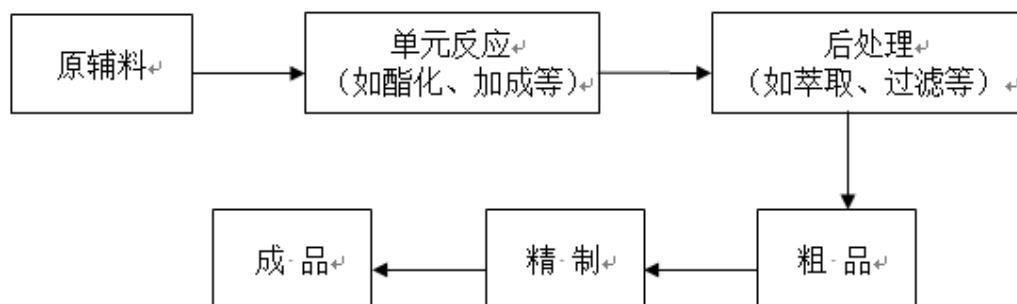 原辅料
单元反应
（如酯化、加成等）
后处理
（如萃取、过滤等）
成 品
精 制
粗 品